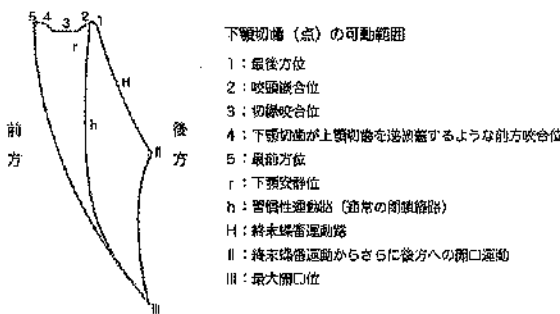 5 4 3 2 1
r
H
前方
h
後方
II
III
下顎切歯（点）の可動範囲
1：最後方位
2：咬頭嵌合位
3：切縁咬合位
4：下顎切歯が上顎切歯を逆被蓋するような前方咬合位
5：最前方位
r：下顎安静位
h：習慣性運動路（通常の閉鎖路）
H：終末蝶番運動路
II：終末蝶番運動からさらに後方への開口運動
III：最大開口位